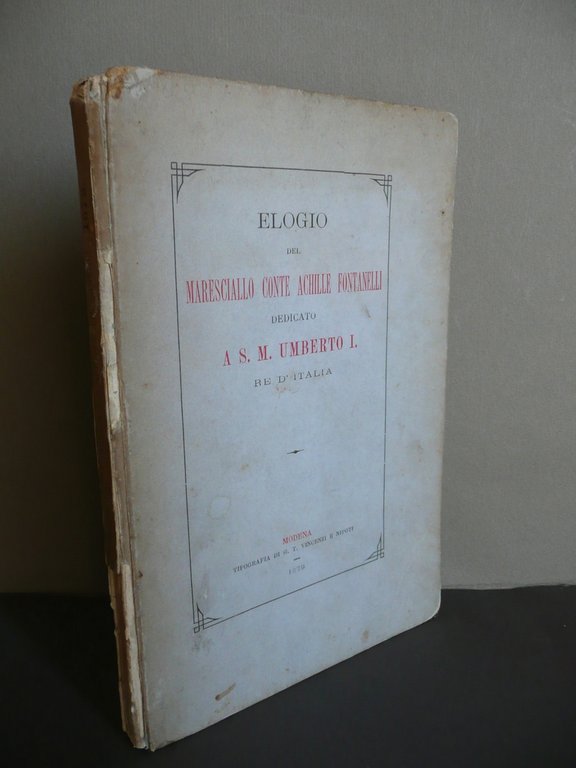 ELOGIO
DEL
MARESCIALLO CONTE ACHILLE FONTANELLI
DEDICATO
A S. M. UMBERTO I.
RE D' ITALIA
MODENA
TIPOGRAFIA DI G. T. VINCENZI E NIPOTI